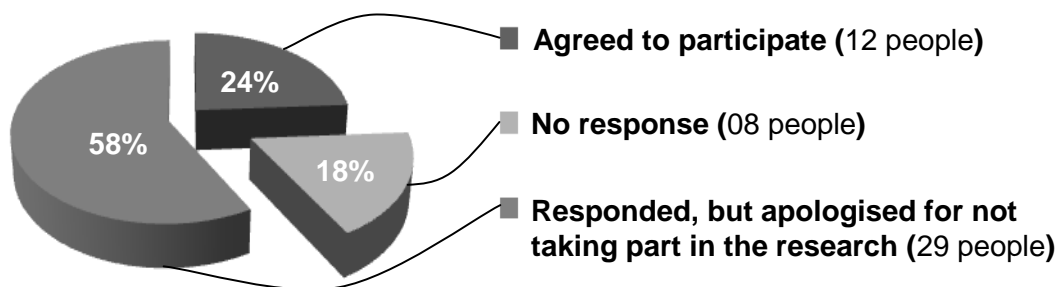 24%
58%
18%
Agreed to participate (12 people)
No response (08 people)
Responded, but apologised for not
taking part in the research (29 people)